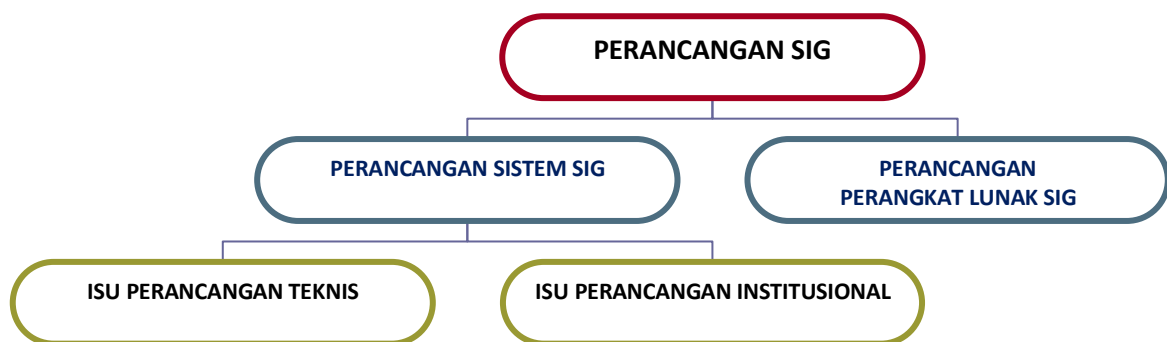 PERANCANGAN SIG
PERANCANGAN SISTEM SIG
PERANCANGAN
PERANGKAT LUNAK SIG
ISU PERANCANGAN TEKNIS
ISU PERANCANGAN INSTITUSIONAL